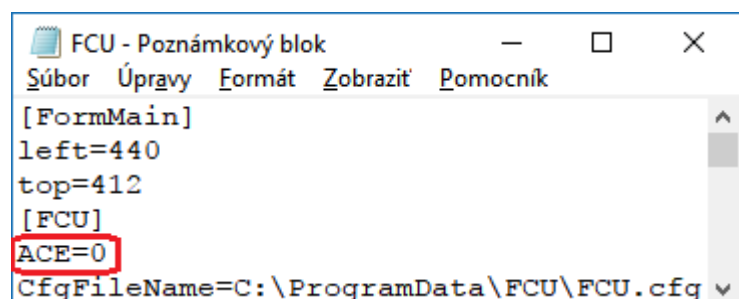 FCU - Poznámkový blok
Súbor Úpravy Formát Zobraziť Pomocník
[FormMain]
left=440
top=412
[FCU]
ACE=0
CfgFileName=C:\ProgramData\FCU\FCU.cfg